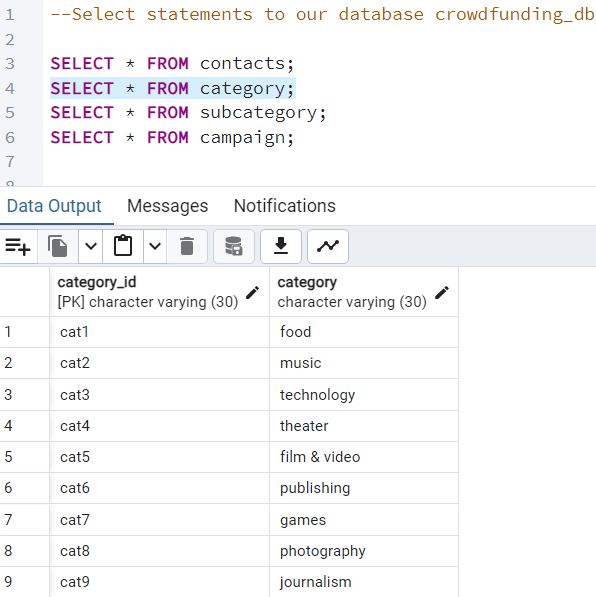 1 --Select statements to our database crowdfunding_db
2
3 SELECT * FROM contacts;
4 SELECT * FROM category;
5 SELECT * FROM subcategory;
6 SELECT * FROM campaign;
7
8
Data Output Messages Notifications
category_id category
[PK] character varying (30) character varying (30)
1 cat1 food
2 cat2 music
3 cat3 technology
4 cat4 theater
5 cat5 film & video
6 cat6 publishing
7 cat7 games
8 cat8 photography
9 cat9 journalism